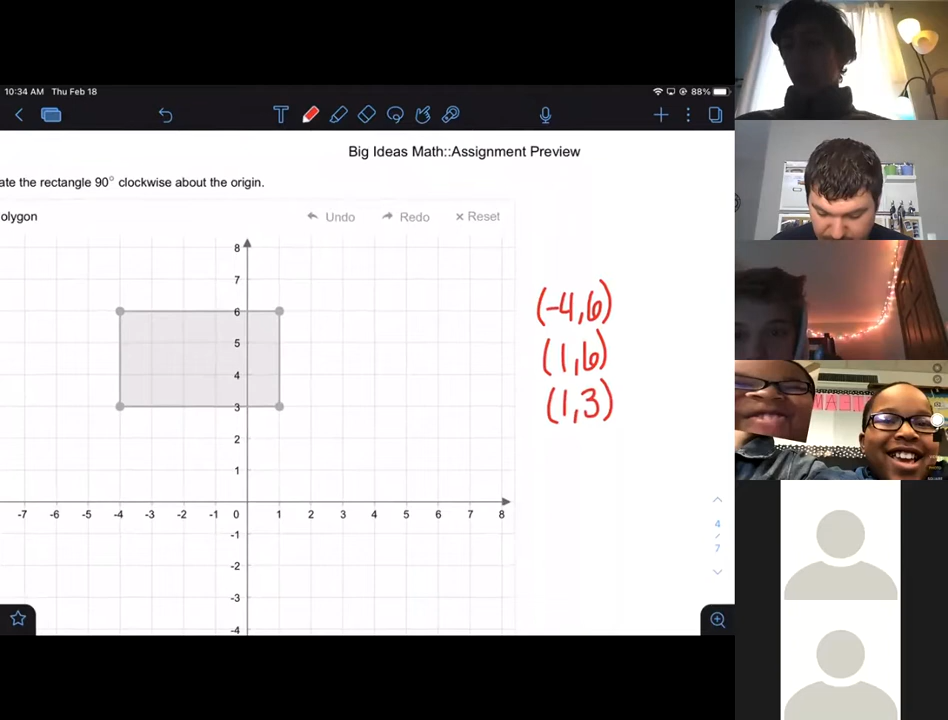 10:34 AM Thu Feb 18
88%
T
Big Ideas Math::Assignment Preview
ate the rectangle 90° clockwise about the origin.
olygon
Undo
Redo
× Reset
8
7
6
5
4
3
2
1
-7 -6 -5 -4 -3 -2 -1 0 1 2 3 4 5 6 7 8
-1
-2
-3
-4
(-4,6)
(1,6)
(1,3)
4
/
7